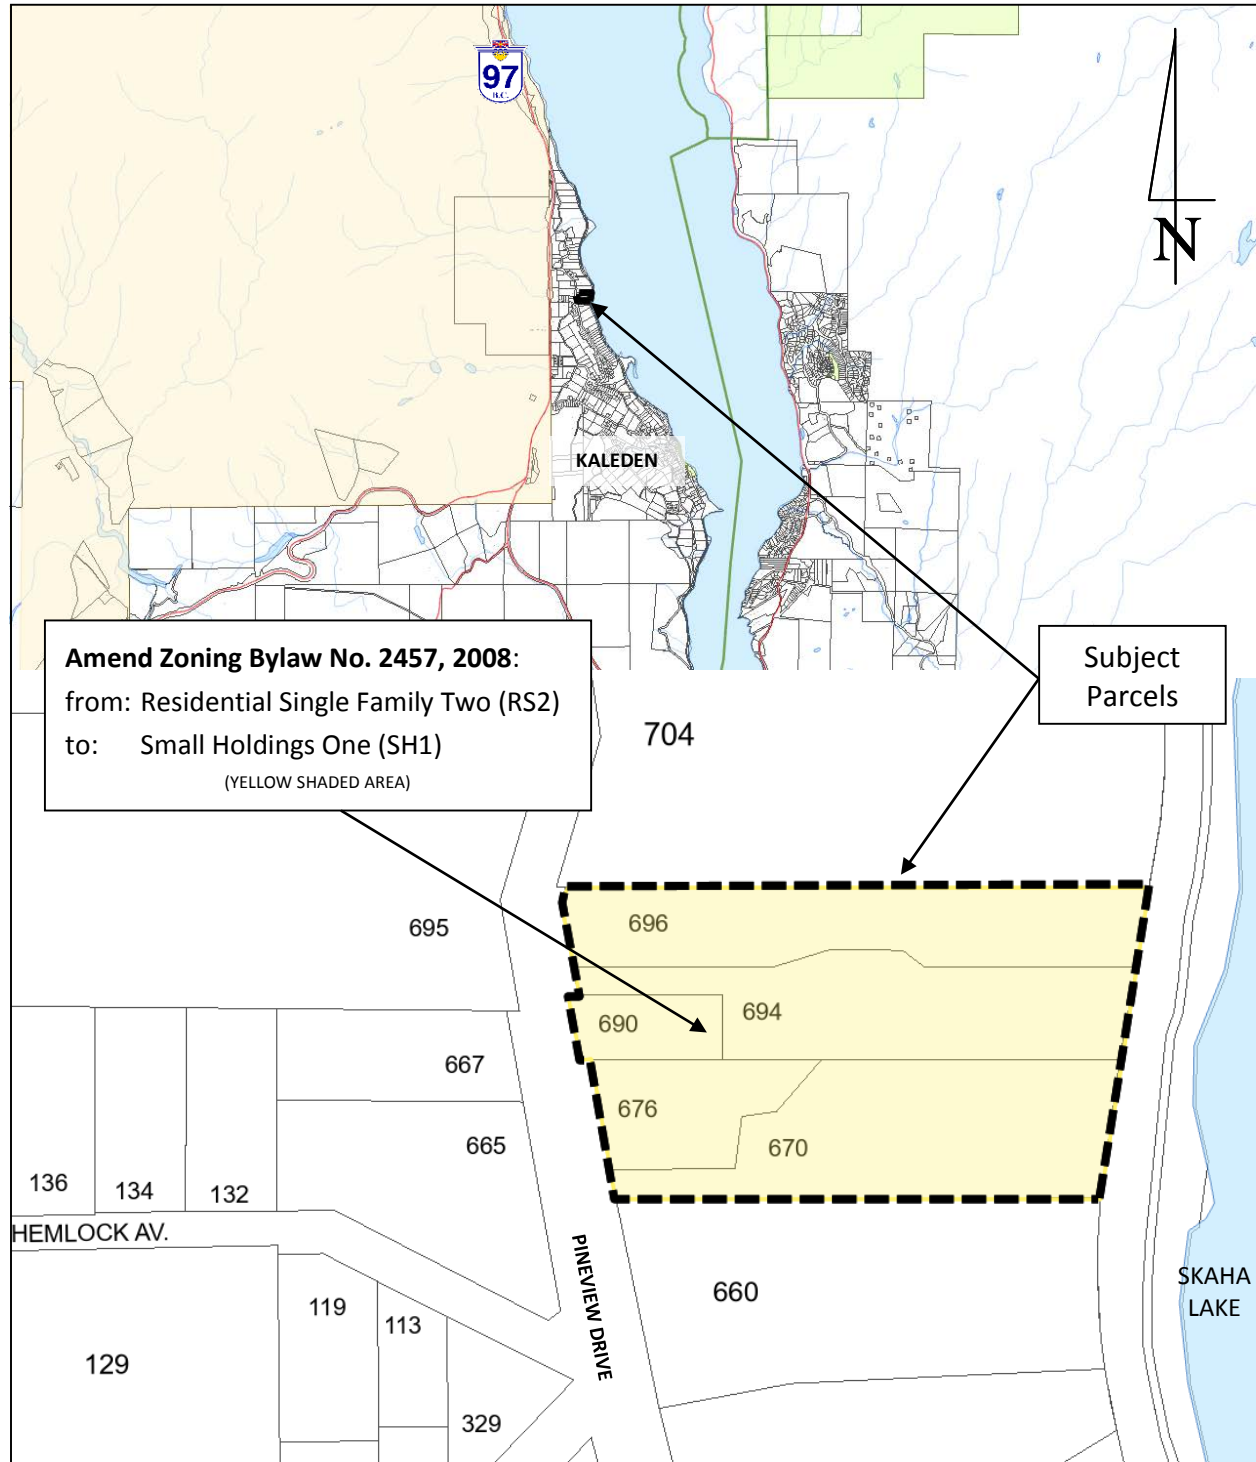 97
B.C.
N
KALEDEN
Amend Zoning Bylaw No. 2457, 2008:
from: Residential Single Family Two (RS2)
to: Small Holdings One (SH1)
(YELLOW SHADED AREA)
Subject
Parcels
704
696
695
694
690
667
676
665
670
136
134
132
HEMLOCK AV.
PINEVIEW DRIVE
660
SKAHA
LAKE
119
113
129
329